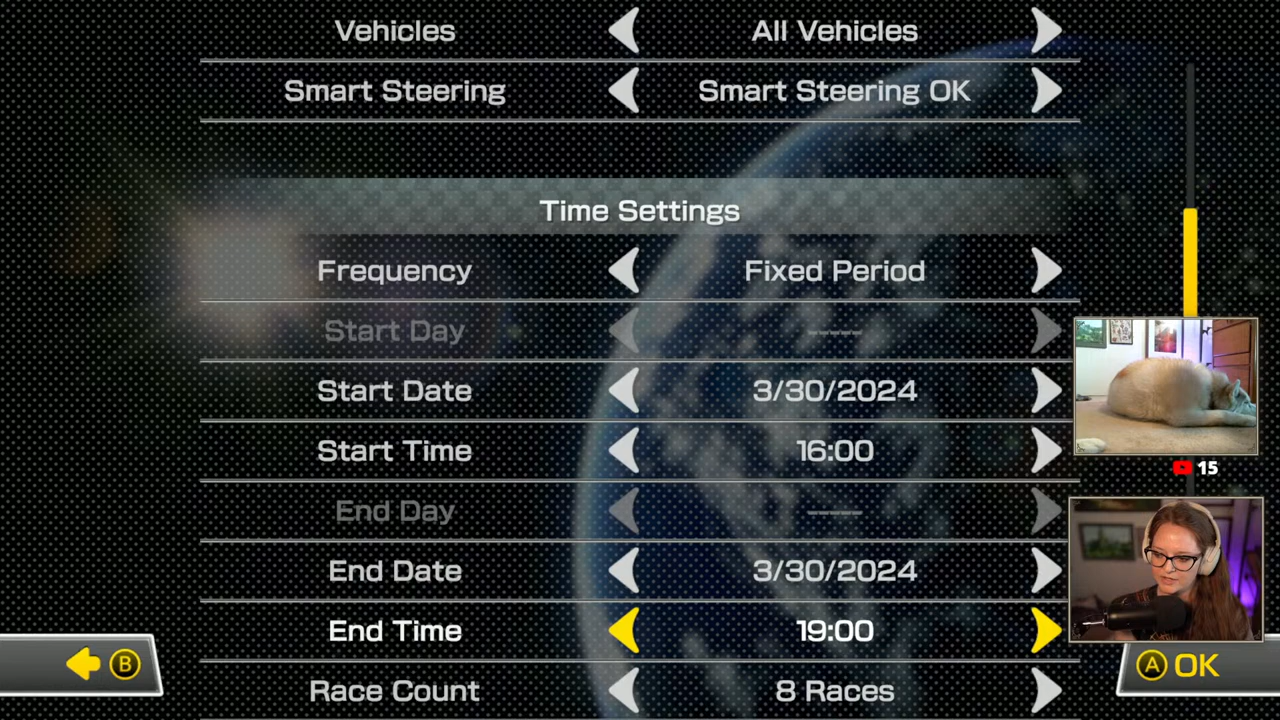 Vehicles All Vehicles
Smart Steering Smart Steering OK
Time Settings
Frequency Fixed Period
Start Day -----
Start Date 3/30/2024
Start Time 16:00
15
End Day -----
End Date 3/30/2024
End Time 19:00
B
A OK
Race Count 8 Races